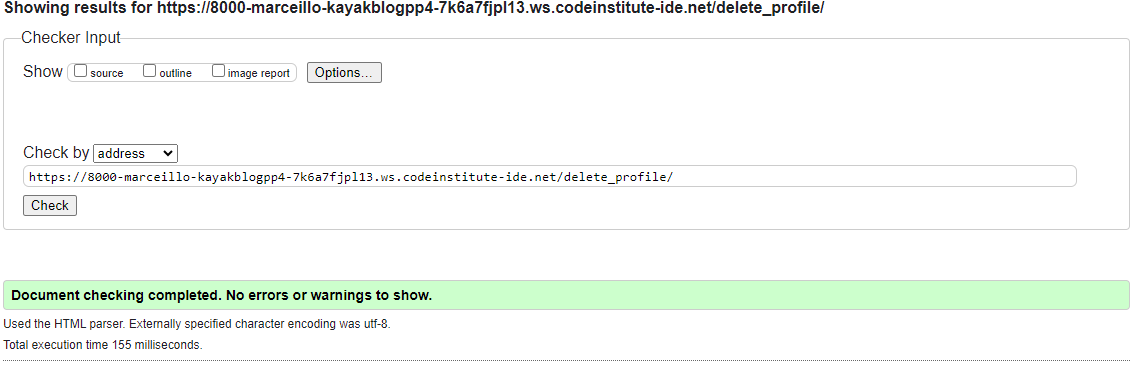 Showing results for https://8000-marceillo-kayakblogpp4-7k6a7fjpl13.ws.codeinstitute-ide.net/delete_profile/
Checker Input
Show source outline image report Options...
Check by address
https://8000-marceillo-kayakblogpp4-7k6a7fjpl13.ws.codeinstitute-ide.net/delete_profile/
Check
Document checking completed. No errors or warnings to show.
Used the HTML parser. Externally specified character encoding was utf-8.
Total execution time 155 milliseconds.